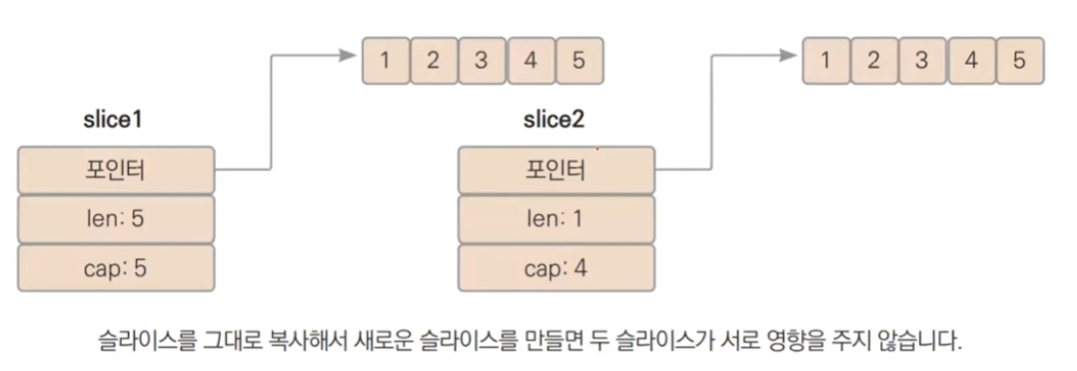 1 2 3 4 5
1 2 3 4 5
slice1
slice2
포인터
포인터
len: 5
len: 1
cap: 5
cap: 4
슬라이스를 그대로 복사해서 새로운 슬라이스를 만들면 두 슬라이스가 서로 영향을 주지 않습니다.